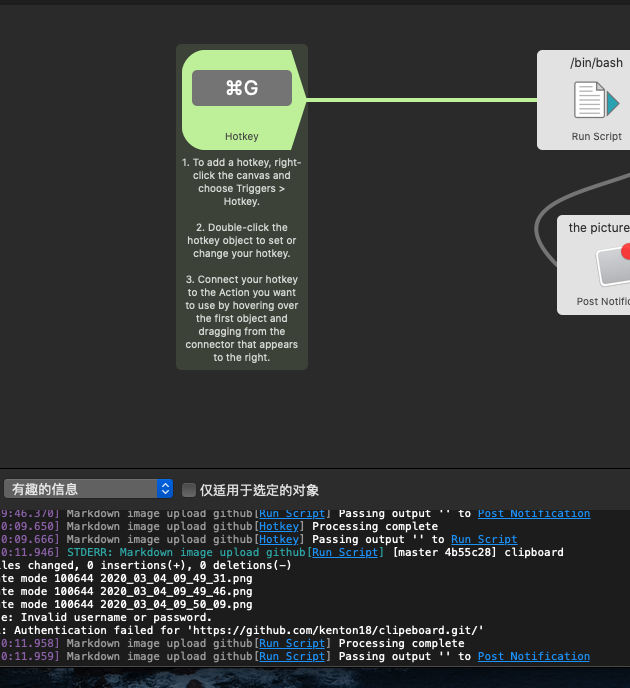 ⌘G
Hotkey
1. To add a hotkey, right-
click the canvas and
choose Triggers >
Hotkey.
2. Double-click the
hotkey object to set or
change your hotkey.
3. Connect your hotkey
to the Action you want
to use by hovering over
the first object and
dragging from the
connector that appears
to the right.
/bin/bash
Run Script
the picture
Post Notific
有趣的信息
仅适用于选定的对象
9:46.370] Markdown image upload github[Run Script] Passing output '' to Post Notification
0:09.650] Markdown image upload github[Hotkey] Processing complete
0:09.666] Markdown image upload github[Hotkey] Passing output '' to Run Script
0:11.946] STDERR: Markdown image upload github[Run Script] [master 4b55c28] clipboard
les changed, 0 insertions(+), 0 deletions(-)
te mode 100644 2020_03_04_09_49_31.png
te mode 100644 2020_03_04_09_49_46.png
te mode 100644 2020_03_04_09_50_09.png
e: Invalid username or password.
: Authentication failed for 'https://github.com/kenton18/clipeboard.git/'
0:11.958] Markdown image upload github[Run Script] Processing complete
0:11.959] Markdown image upload github[Run Script] Passing output '' to Post Notification